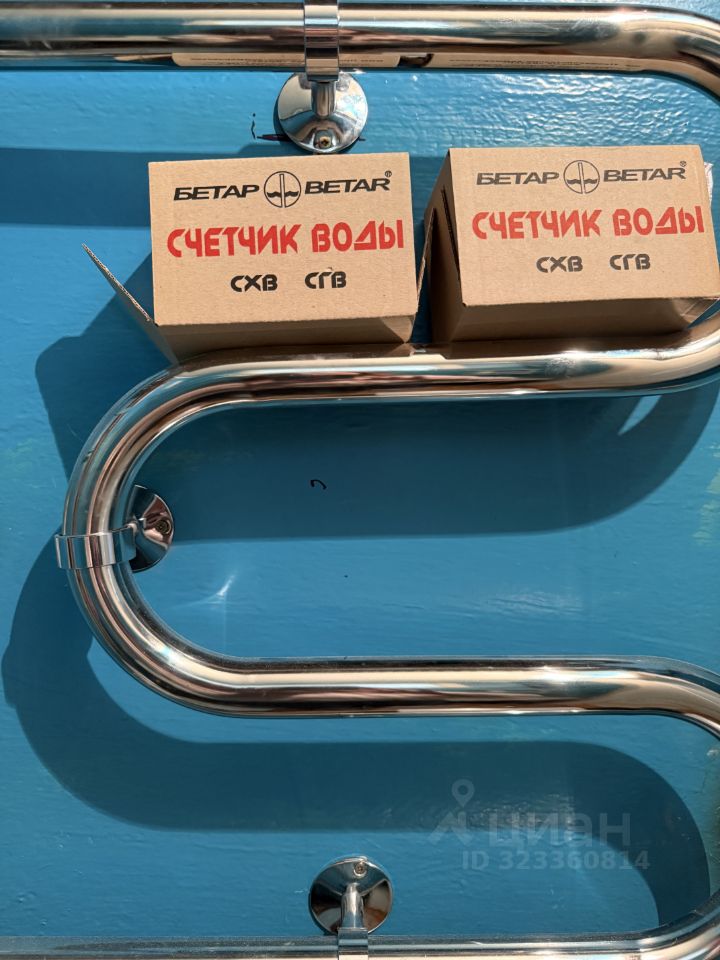 БЕТАР BETAR®
СЧЕТЧИК ВОДЫ
СХВ СГВ
БЕТАР BETAR®
СЧЕТЧИК ВОДЫ
СХВ СГВ
циан
ID 323360814